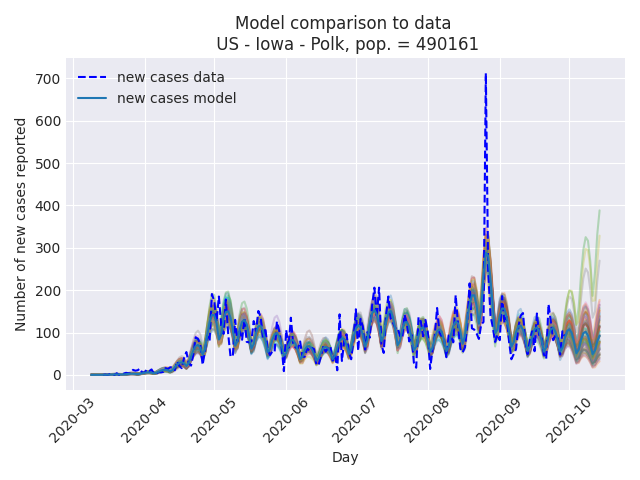 Model comparison to data
US - Iowa - Polk, pop. = 490161
new cases data
new cases model
Number of new cases reported
700
600
500
400
300
200
100
0
2020-03
2020-04
2020-05
2020-06
2020-07
2020-08
2020-09
2020-10
Day